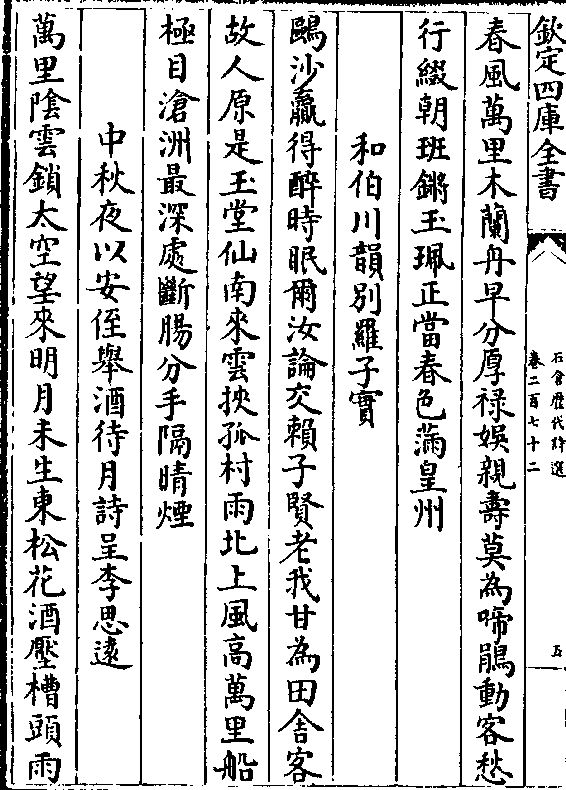 欽定四庫全書
石倉歷代詩選
卷二百七十二
五
春風萬里木蘭舟早分厚禄娯親壽莫為啼鵑動客愁
行綴朝班鏘玉珮正當春色滿皇州
和伯川韻别羅子實
鷗沙贏得醉時眠爾汝論交賴子賢老我甘為田舍客
故人原是玉堂仙南來雲挾孤村雨北上風高萬里船
極目滄洲最深處斷腸分手隔晴煙
中秋夜以安侄舉酒待月詩呈李思遠
萬里陰雲鎖太空望來明月未生東松花酒壓槽頭雨